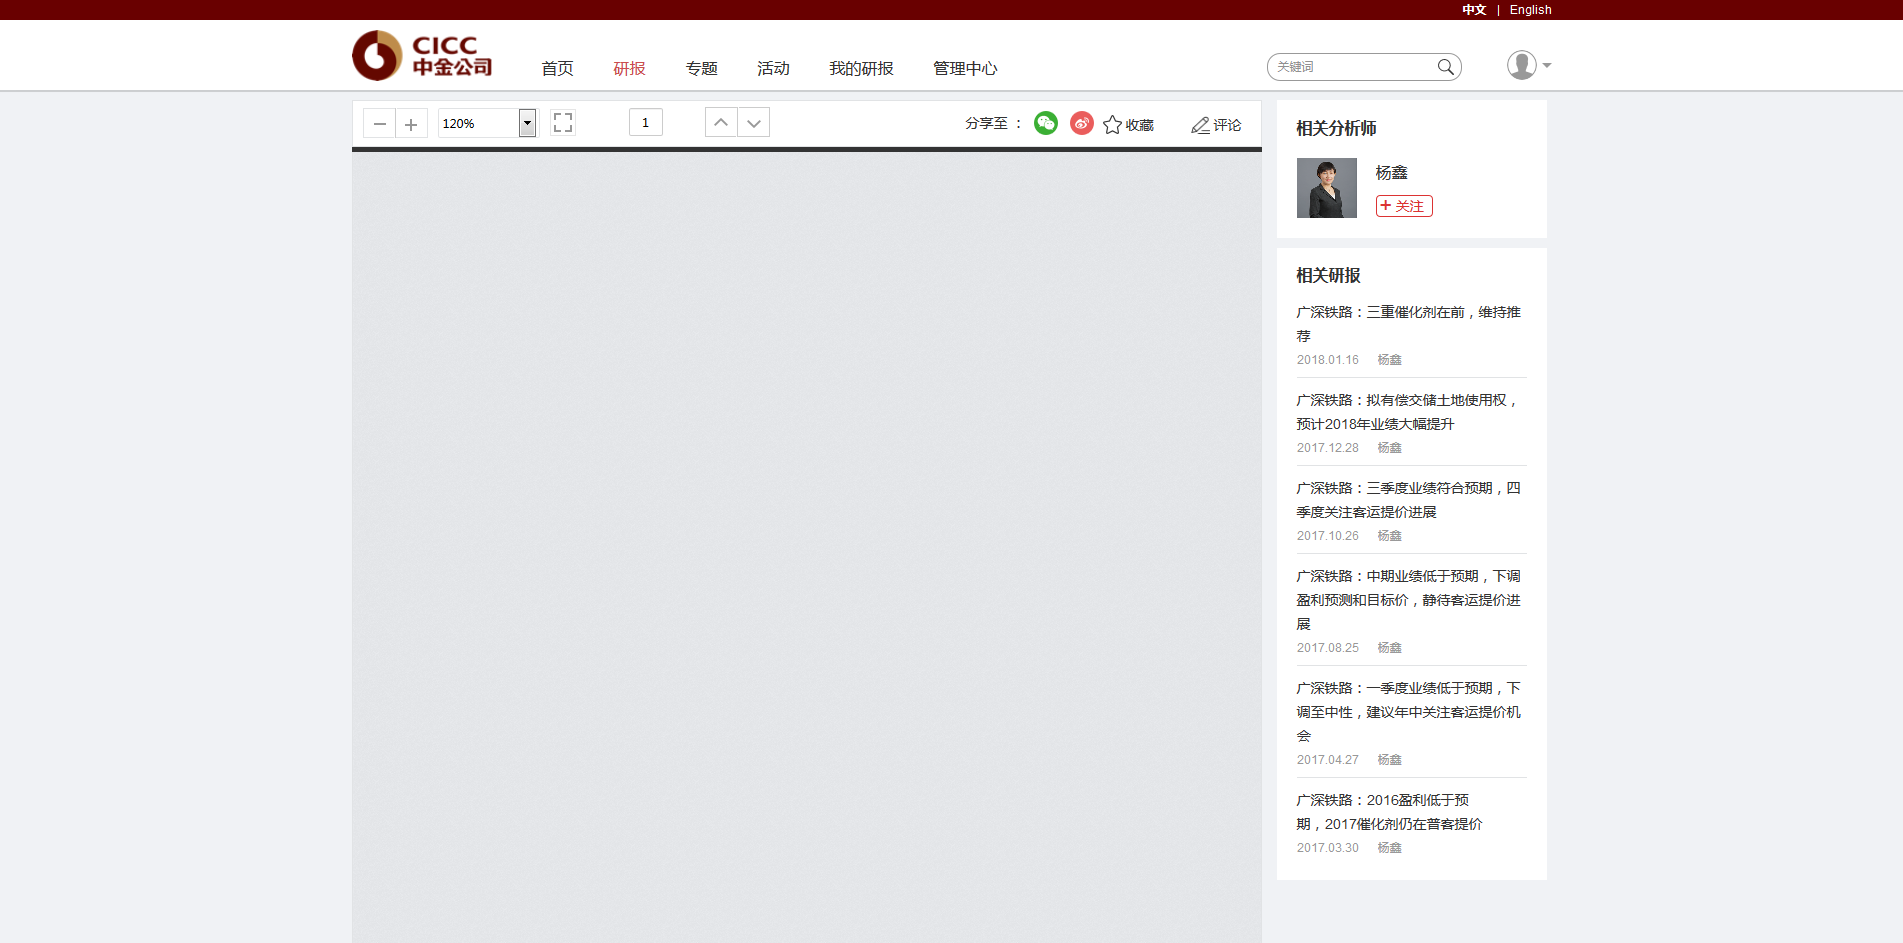 中文 | English
CICC
中金公司
首页 研报 专题 活动 我的研报 管理中心
关键词
120%
1
分享至：
收藏
评论
相关分析师
杨鑫
+ 关注
相关研报
广深铁路：三重催化剂在前，维持推
荐
2018.01.16 杨鑫
广深铁路：拟有偿交储土地使用权，
预计2018年业绩大幅提升
2017.12.28 杨鑫
广深铁路：三季度业绩符合预期，四
季度关注客运提价进展
2017.10.26 杨鑫
广深铁路：中期业绩低于预期，下调
盈利预测和目标价，静待客运提价进
展
2017.08.25 杨鑫
广深铁路：一季度业绩低于预期，下
调至中性，建议年中关注客运提价机
会
2017.04.27 杨鑫
广深铁路：2016盈利低于预
期，2017催化剂仍在普客提价
2017.03.30 杨鑫